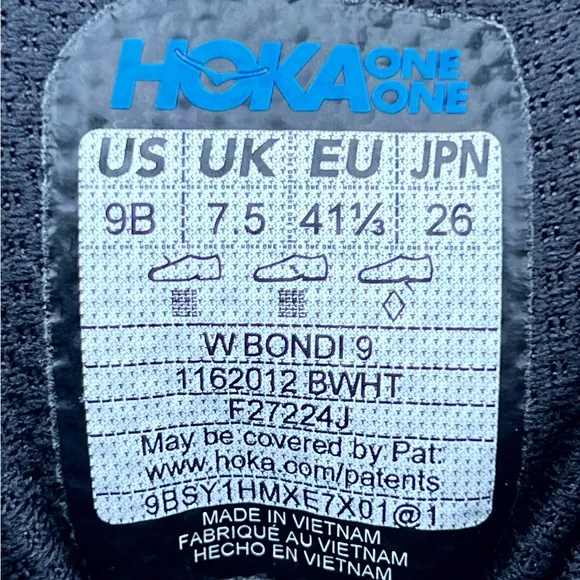 HOKA ONE ONE
US UK EU JPN
9B 7.5 41⅓ 26
W BONDI 9
1162012 BWHT
F27224J
May be covered by Pat:
www.hoka.com/patents
9BSY1HMXE7X01@1
MADE IN VIETNAM
FABRIQUÉ AU VIETNAM
HECHO EN VIETNAM